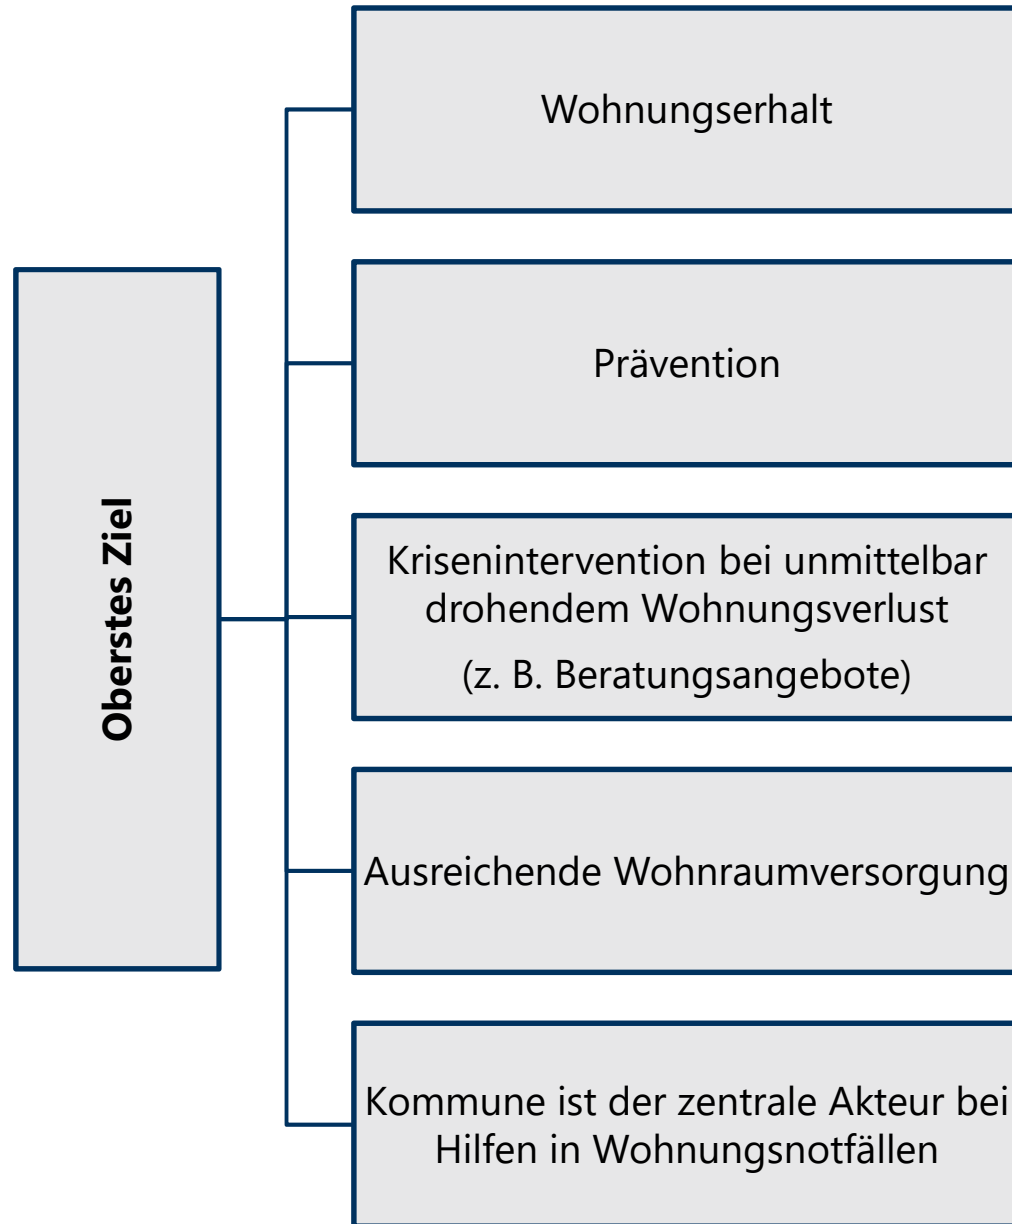 Oberstes Ziel
Wohnungserhalt
Prävention
Krisenintervention bei unmittelbar
drohendem Wohnungsverlust
(z. B. Beratungsangebote)
Ausreichende Wohnraumversorgung
Kommune ist der zentrale Akteur bei
Hilfen in Wohnungsnotfällen